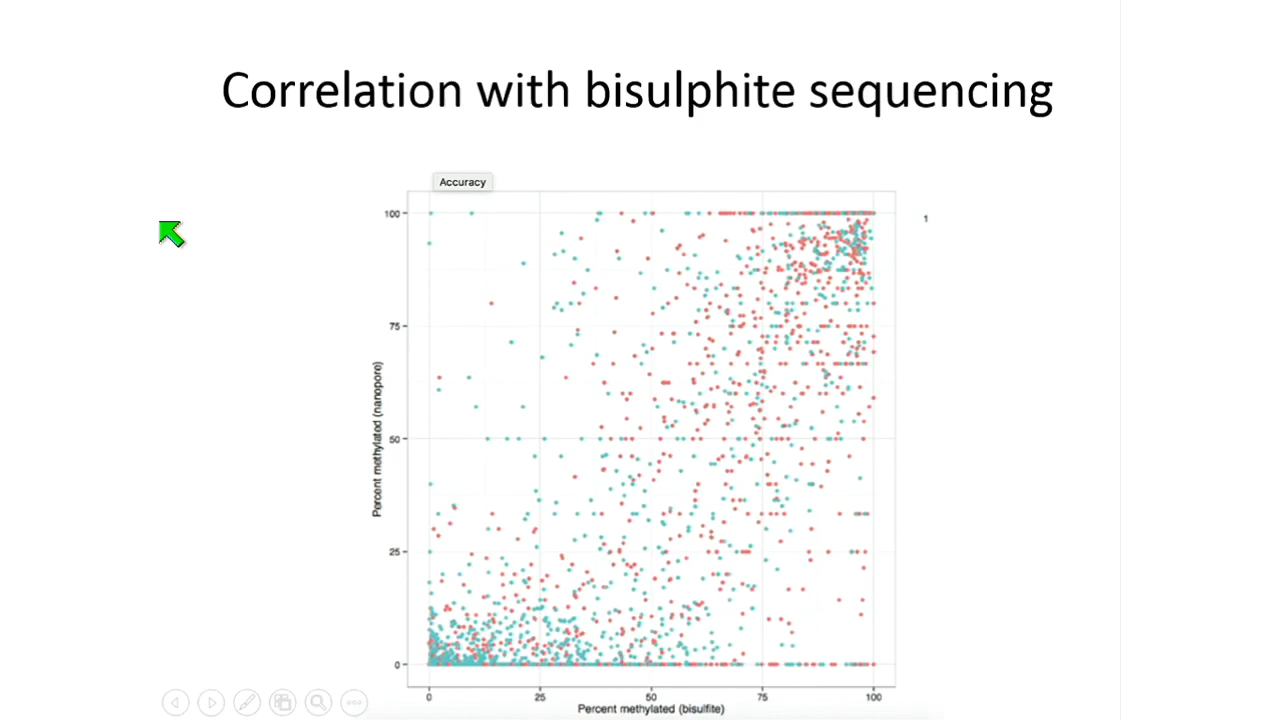 Correlation with bisulphite sequencing
Accuracy
1
100
75
50
25
0
Percent methylated (nanopore)
0 25 50 75 100
Percent methylated (bisulfite)